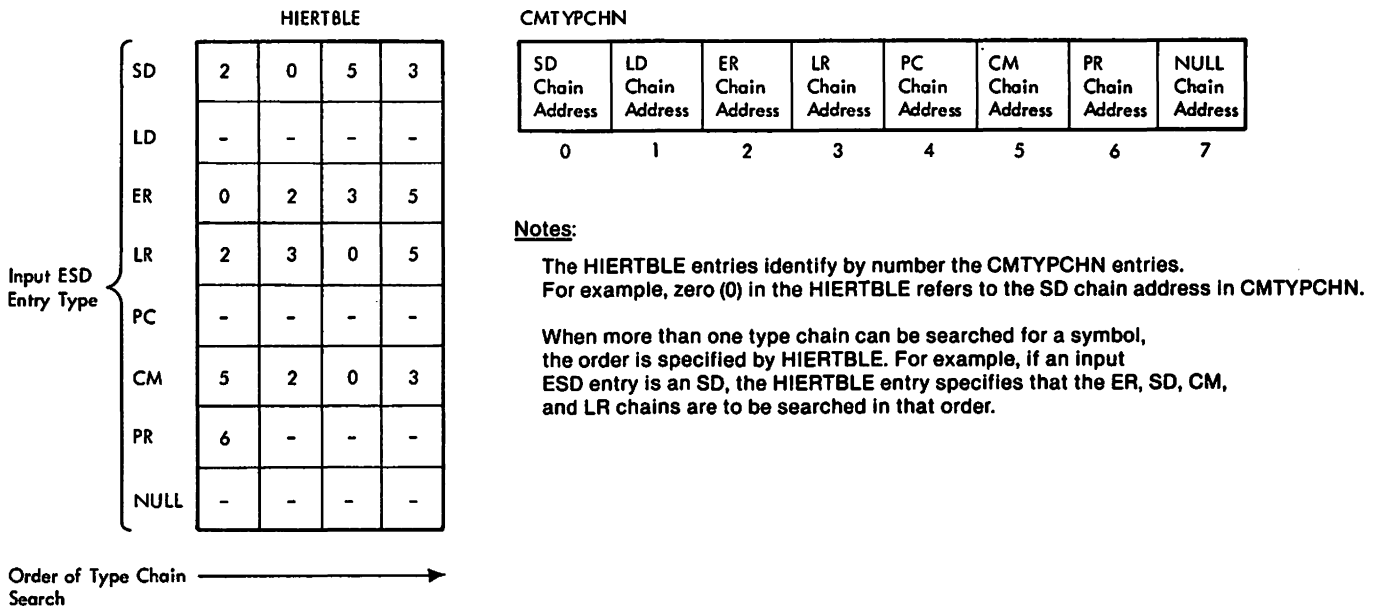 HIERTBLE
SD 2 0 5 3
LD - - - -
ER 0 2 3 5
LR 2 3 0 5
PC - - - -
CM 5 2 0 3
PR 6 - - -
NULL - - - -
Input ESD
Entry Type
Order of Type Chain
Search
CMTYPCHN
SD Chain Address
LD Chain Address
ER Chain Address
LR Chain Address
PC Chain Address
CM Chain Address
PR Chain Address
NULL Chain Address
0 1 2 3 4 5 6 7
Notes:
The HIERTBLE entries identify by number the CMTYPCHN entries.
For example, zero (0) in the HIERTBLE refers to the SD chain address in CMTYPCHN.
When more than one type chain can be searched for a symbol,
the order is specified by HIERTBLE. For example, if an input
ESD entry is an SD, the HIERTBLE entry specifies that the ER, SD, CM,
and LR chains are to be searched in that order.